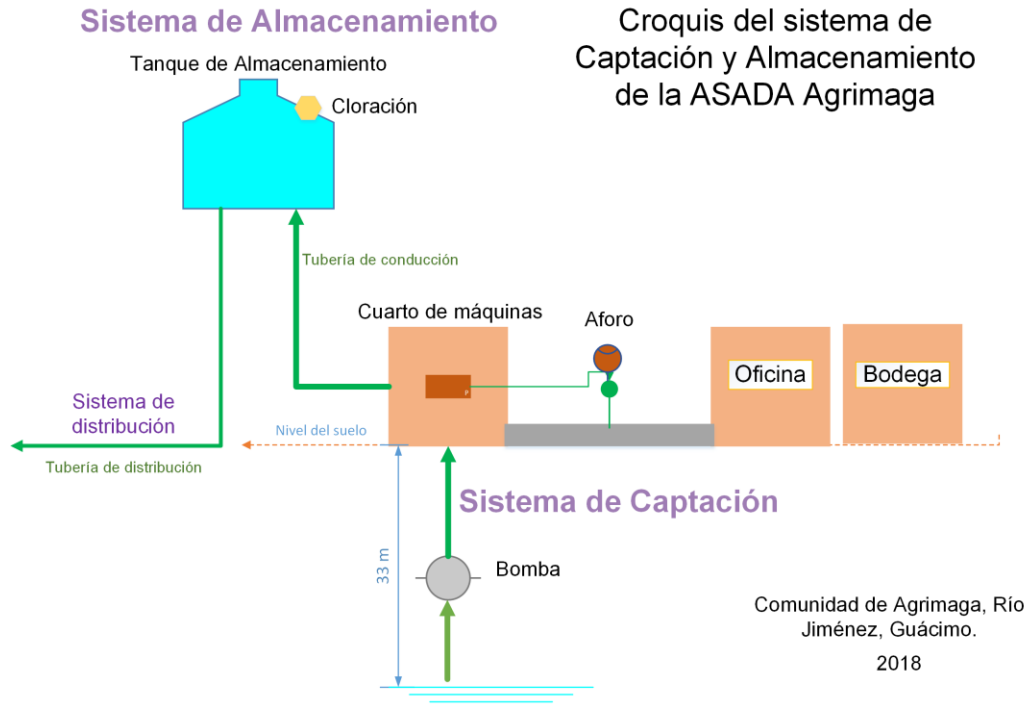 Sistema de Almacenamiento
Croquis del sistema de
Captación y Almacenamiento
de la ASADA Agrimaga
Tanque de Almacenamiento
Cloración
Tubería de conducción
Cuarto de máquinas
Aforo
Oficina
Bodega
P
Sistema de
distribución
Nivel del suelo
Tubería de distribución
Sistema de Captación
33 m
Bomba
Comunidad de Agrimaga, Río
Jiménez, Guácimo.
2018